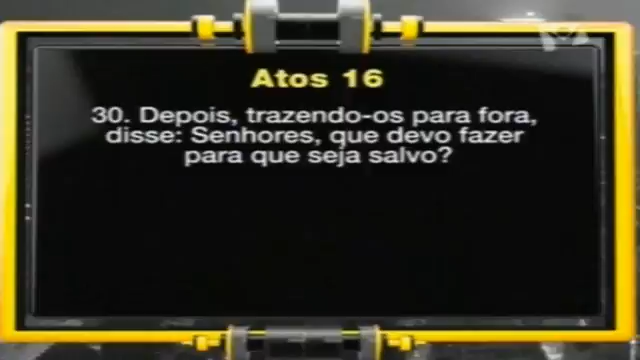 Atos 16
30. Depois, trazendo-os para fora,
disse: Senhores, que devo fazer
para que seja salvo?